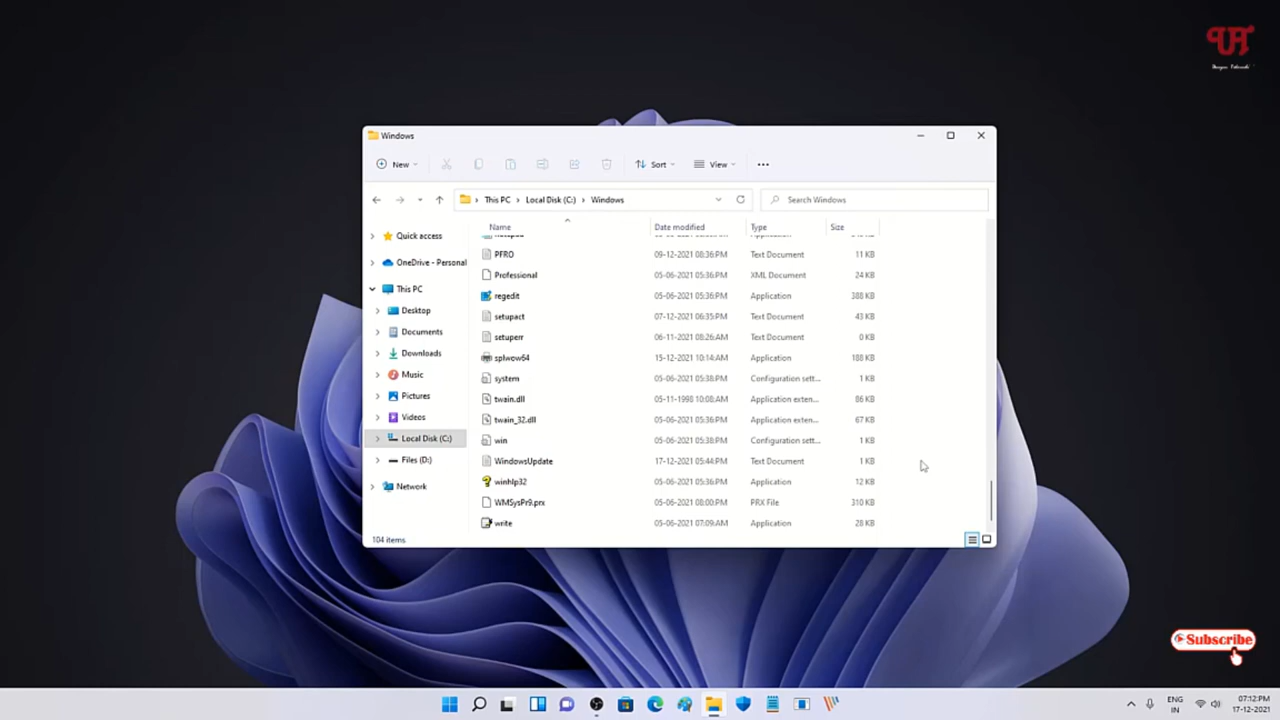 Windows
New
Sort
View
This PC > Local Disk (C:) > Windows
Search Windows
Name Date modified Type Size
PFRO 09-12-2021 08:36:PM Text Document 11 KB
Professional 05-06-2021 05:36:PM XML Document 24 KB
regedit 05-06-2021 05:36:PM Application 388 KB
setupact 07-12-2021 06:35:PM Text Document 43 KB
setuperr 06-11-2021 08:26:AM Text Document 0 KB
splwow64 15-12-2021 10:14:AM Application 188 KB
system 05-06-2021 05:38:PM Configuration sett... 1 KB
twain.dll 05-11-1998 10:08:AM Application exten... 86 KB
twain_32.dll 05-06-2021 05:36:PM Application exten... 67 KB
win 05-06-2021 05:38:PM Configuration sett... 1 KB
WindowsUpdate 17-12-2021 05:44:PM Text Document 1 KB
winhlp32 05-06-2021 05:36:PM Application 12 KB
WMSysPr9.prx 05-06-2021 08:00:PM PRX File 310 KB
write 05-06-2021 07:09:AM Application 28 KB
Quick access
OneDrive - Personal
This PC
Desktop
Documents
Downloads
Music
Pictures
Videos
Local Disk (C:)
Files (D:)
Network
104 items
Subscribe
ENG
IN
07:12:PM
17-12-2021